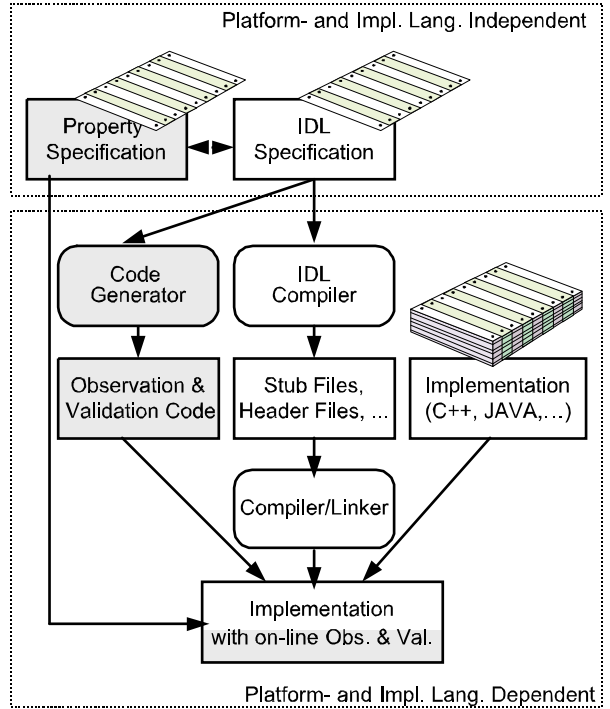 Platform- and Impl. Lang. Independent
Property
Specification
IDL
Specification
Code
Generator
IDL
Compiler
Observation &
Validation Code
Stub Files,
Header Files, ...
Implementation
(C++, JAVA,...)
Compiler/Linker
Implementation
with on-line Obs. & Val.
Platform- and Impl. Lang. Dependent